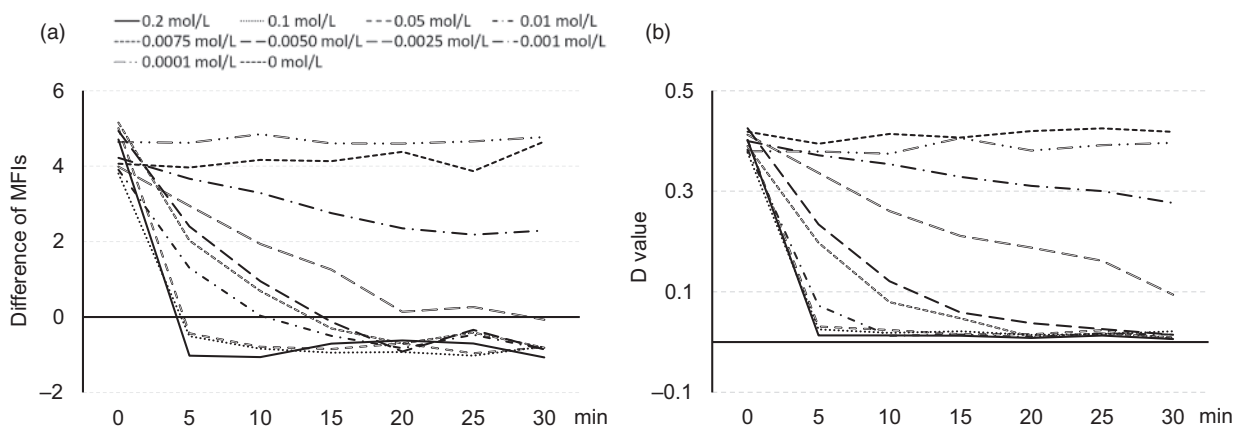 (a)
0.2 mol/L 0.1 mol/L 0.05 mol/L 0.01 mol/L
0.0075 mol/L 0.0050 mol/L 0.0025 mol/L 0.001 mol/L
0.0001 mol/L 0 mol/L
6
4
2
0
–2
Difference of MFIs
0 5 10 15 20 25 30 min
(b)
0.5
0.3
0.1
–0.1
D value
0 5 10 15 20 25 30 min